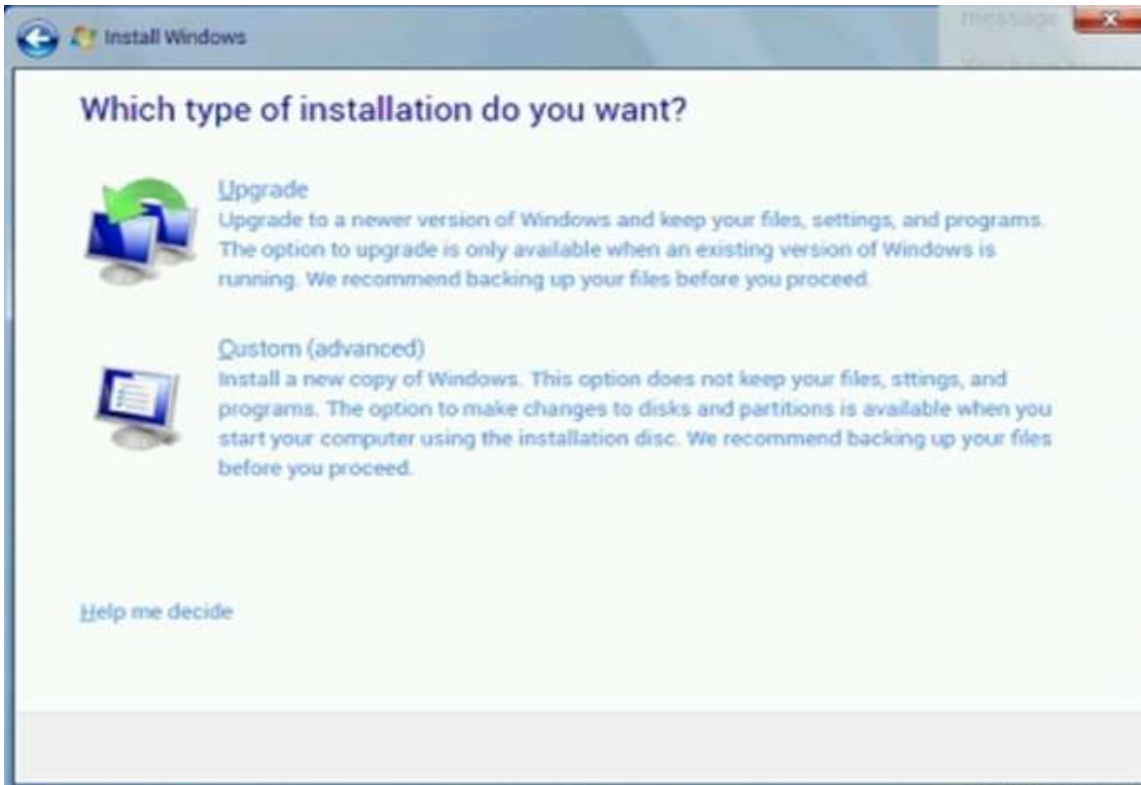 Install Windows
message
Which type of installation do you want?
Upgrade
Upgrade to a newer version of Windows and keep your files, settings, and programs.
The option to upgrade is only available when an existing version of Windows is
running. We recommend backing up your files before you proceed.
Custom (advanced)
Install a new copy of Windows. This option does not keep your files, sttings, and
programs. The option to make changes to disks and partitions is available when you
start your computer using the installation disc. We recommend backing up your files
before you proceed.
Help me decide